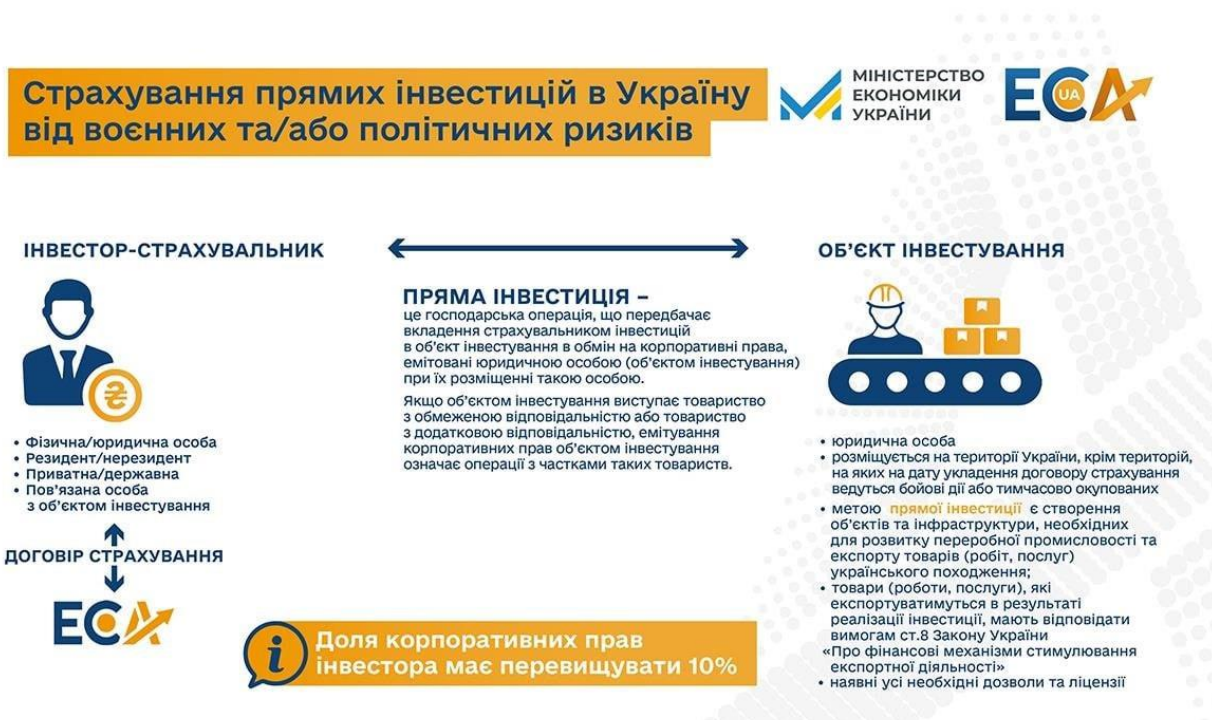 Страхування прямих інвестицій в Україну
від воєнних та/або політичних ризиків
МІНІСТЕРСТВО
ЕКОНОМІКИ
УКРАЇНИ
ECA
UA
ІНВЕСТОР-СТРАХУВАЛЬНИК
₴
• Фізична/юридична особа
• Резидент/нерезидент
• Приватна/державна
• Пов’язана особа
з об’єктом інвестування
ДОГОВІР СТРАХУВАННЯ
ECA
ПРЯМА ІНВЕСТИЦІЯ –
це господарська операція, що передбачає
вкладення страхувальником інвестицій
в об’єкт інвестування в обмін на корпоративні права,
емітовані юридичною особою (об’єктом інвестування)
при їх розміщенні такою особою.
Якщо об’єктом інвестування виступає товариство
з обмеженою відповідальністю або товариство
з додатковою відповідальністю, емітування
корпоративних прав об’єктом інвестування
означає операції з частками таких товариств.
i
Доля корпоративних прав
інвестора має перевищувати 10%
ОБ’ЄКТ ІНВЕСТУВАННЯ
• юридична особа
• розміщується на території України, крім територій,
на яких на дату укладення договору страхування
ведуться бойові дії або тимчасово окупованих
• метою прямої інвестиції є створення
об’єктів та інфраструктури, необхідних
для розвитку переробної промисловості та
експорту товарів (робіт, послуг)
українського походження;
• товари (роботи, послуги), які
експортуватимуться в результаті
реалізації інвестиції, мають відповідати
вимогам ст.8 Закону України
«Про фінансові механізми стимулювання
експортної діяльності»
• наявні усі необхідні дозволи та ліцензії